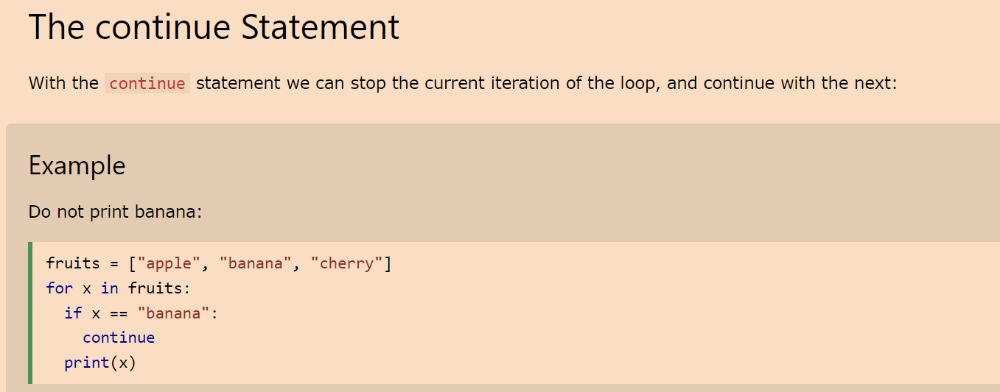 The continue Statement
With the continue statement we can stop the current iteration of the loop, and continue with the next:
Example
Do not print banana:
fruits = ["apple", "banana", "cherry"]
for x in fruits:
  if x == "banana":
    continue
  print(x)